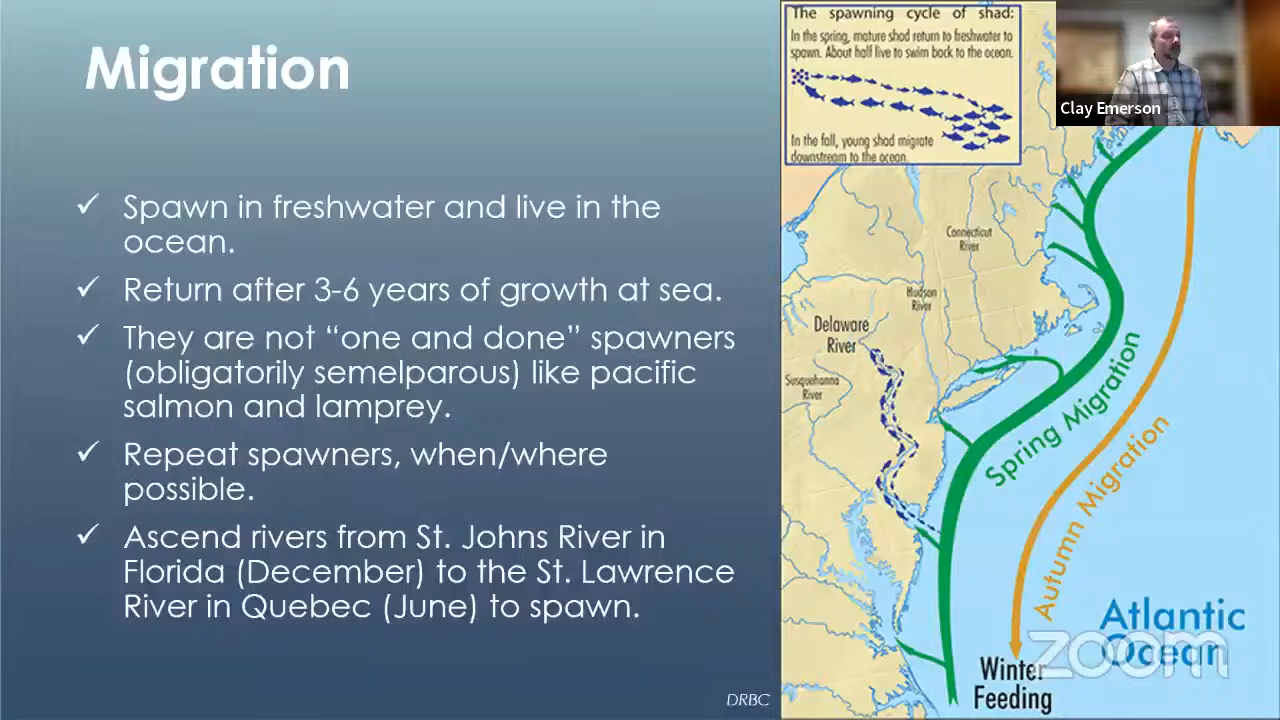 Migration
✓ Spawn in freshwater and live in the
ocean.
✓ Return after 3-6 years of growth at sea.
✓ They are not “one and done” spawners
(obligatorily semelparous) like pacific
salmon and lamprey.
✓ Repeat spawners, when/where
possible.
✓ Ascend rivers from St. Johns River in
Florida (December) to the St. Lawrence
River in Quebec (June) to spawn.
DRBC
The spawning cycle of shad:
In the spring, mature shad return to freshwater to
spawn. About half live to swim back to the ocean.
In the fall, young shad migrate
downstream to the ocean.
Clay Emerson
Connecticut
River
Hudson
River
Delaware
River
Susquehanna
River
Spring Migration
Autumn Migration
Atlantic
Ocean
zoom
Winter
Feeding